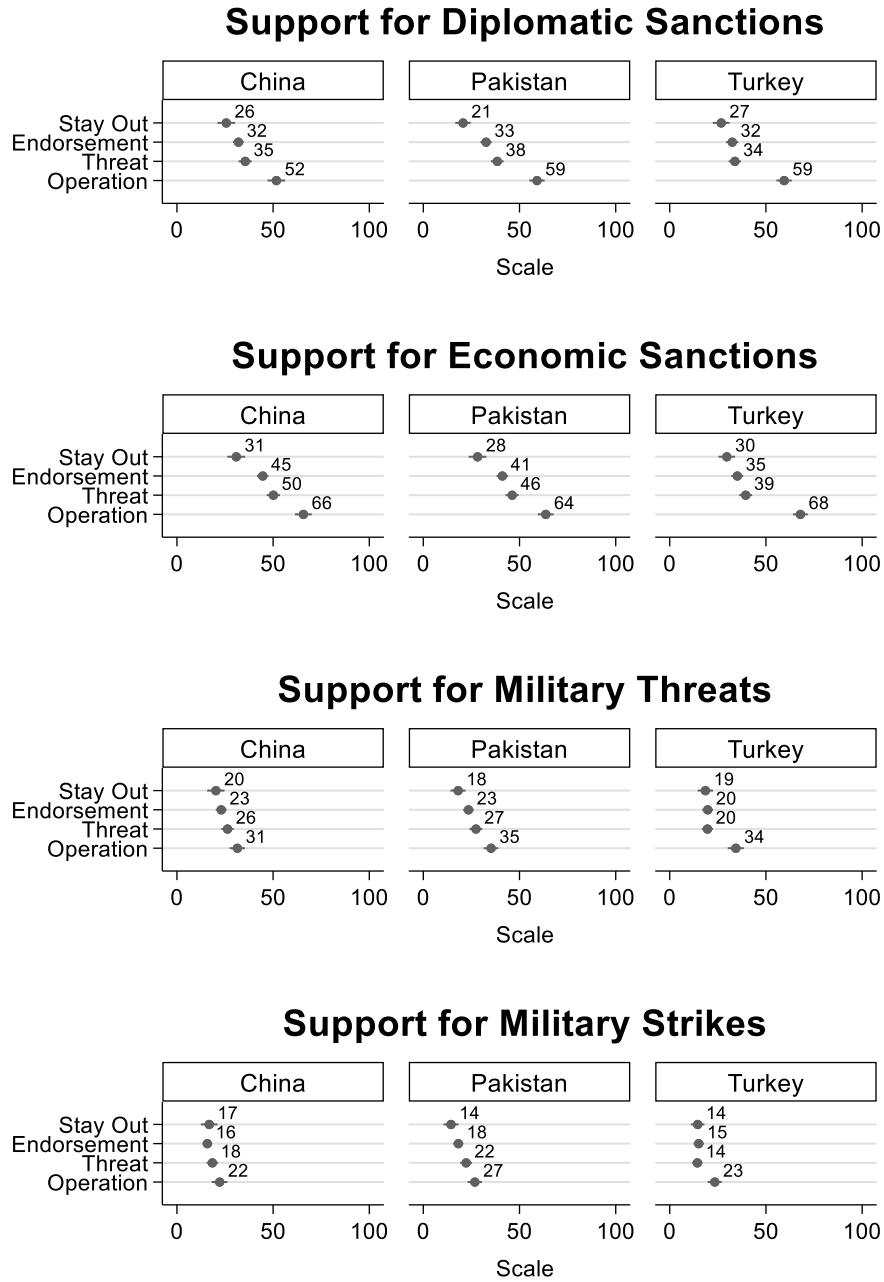 Support for Diplomatic Sanctions
China Pakistan Turkey
Stay Out 26 21 27
Endorsement 32 33 32
Threat 35 38 34
Operation 52 59 59
0 50 100 0 50 100 0 50 100
Scale
Support for Economic Sanctions
China Pakistan Turkey
Stay Out 31 28 30
Endorsement 45 41 35
Threat 50 46 39
Operation 66 64 68
0 50 100 0 50 100 0 50 100
Scale
Support for Military Threats
China Pakistan Turkey
Stay Out 20 18 19
Endorsement 23 23 20
Threat 26 27 20
Operation 31 35 34
0 50 100 0 50 100 0 50 100
Scale
Support for Military Strikes
China Pakistan Turkey
Stay Out 17 14 14
Endorsement 16 18 15
Threat 18 22 14
Operation 22 27 23
0 50 100 0 50 100 0 50 100
Scale